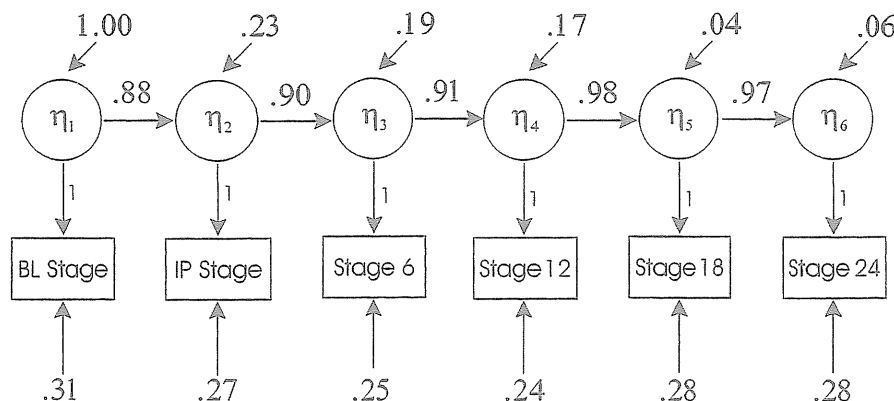 1.00 .23 .19 .17 .04 .06
.88 .90 .91 .98 .97
η₁ η₂ η₃ η₄ η₅ η₆
1 1 1 1 1 1
BL Stage IP Stage Stage 6 Stage 12 Stage 18 Stage 24
.31 .27 .25 .24 .28 .28